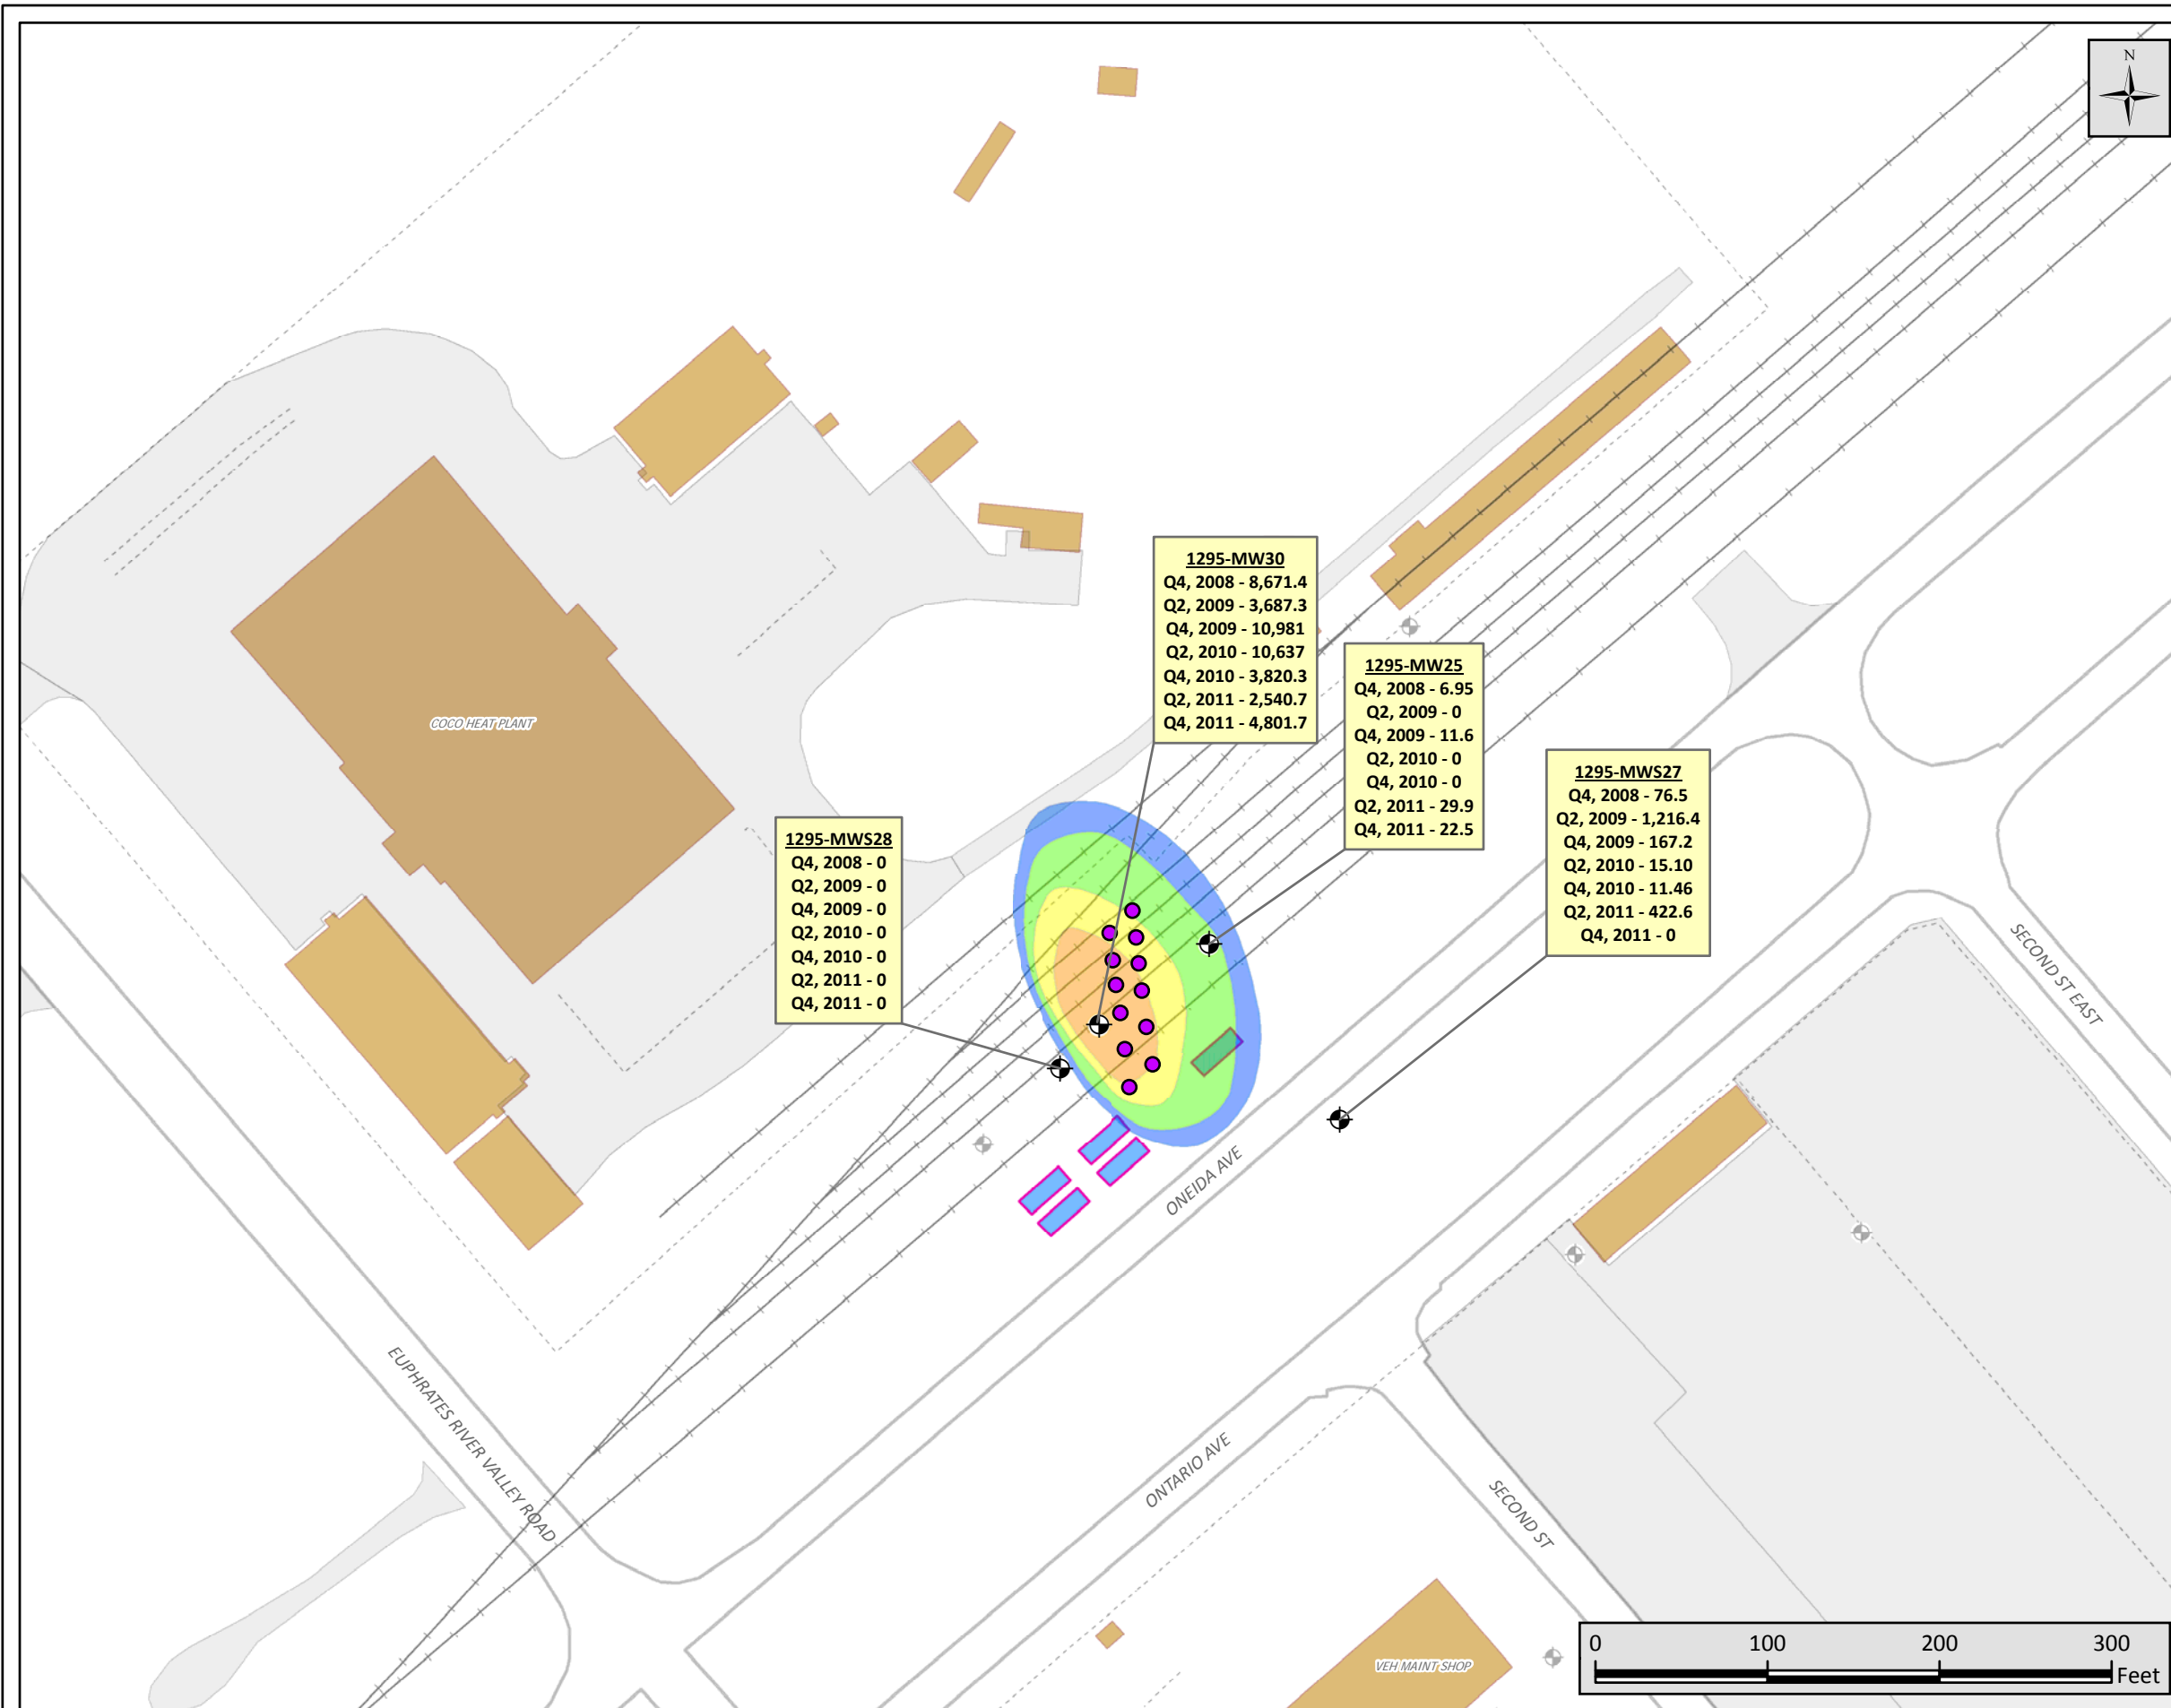 N
1295-MW30
Q4, 2008 - 8,671.4
Q2, 2009 - 3,687.3
Q4, 2009 - 10,981
Q2, 2010 - 10,637
Q4, 2010 - 3,820.3
Q2, 2011 - 2,540.7
Q4, 2011 - 4,801.7
1295-MW25
Q4, 2008 - 6.95
Q2, 2009 - 0
Q4, 2009 - 11.6
Q2, 2010 - 0
Q4, 2010 - 0
Q2, 2011 - 29.9
Q4, 2011 - 22.5
COCO HEAT PLANT
1295-MWS27
Q4, 2008 - 76.5
Q2, 2009 - 1,216.4
Q4, 2009 - 167.2
Q2, 2010 - 15.10
Q4, 2010 - 11.46
Q2, 2011 - 422.6
Q4, 2011 - 0
1295-MWS28
Q4, 2008 - 0
Q2, 2009 - 0
Q4, 2009 - 0
Q2, 2010 - 0
Q4, 2010 - 0
Q2, 2011 - 0
Q4, 2011 - 0
SECOND ST EAST
ONEIDA AVE
EUPHRATES RIVER VALLEY ROAD
ONTARIO AVE
SECOND ST
VEH MAINT SHOP
0 100 200 300
Feet